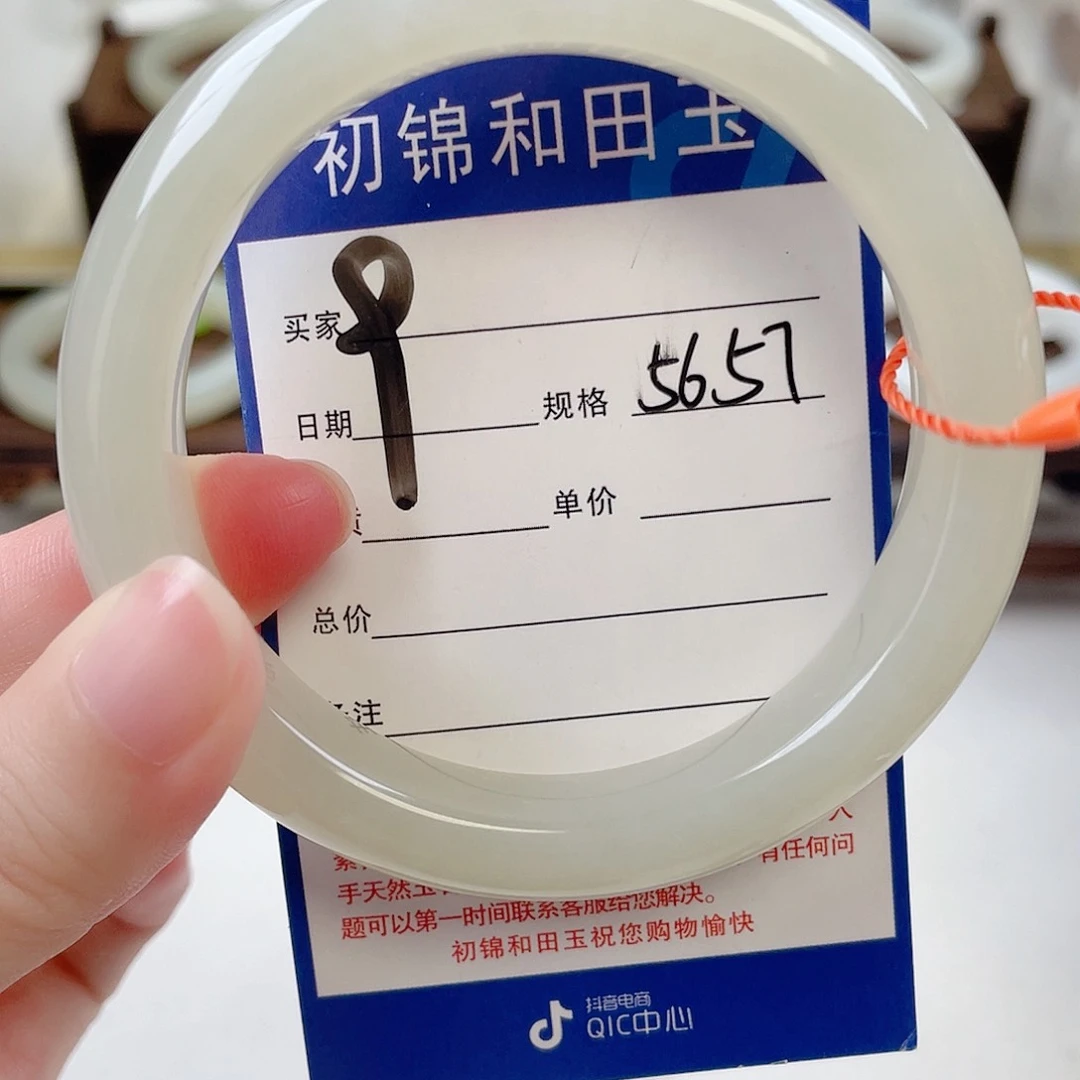 初锦和田玉
买家 9
日期 规格 5657
单价
总价
注
入
有任何问
手天然玉
题可以第一时间联系客服给您解决。
初锦和田玉祝您购物愉快
抖音电商
QIC中心